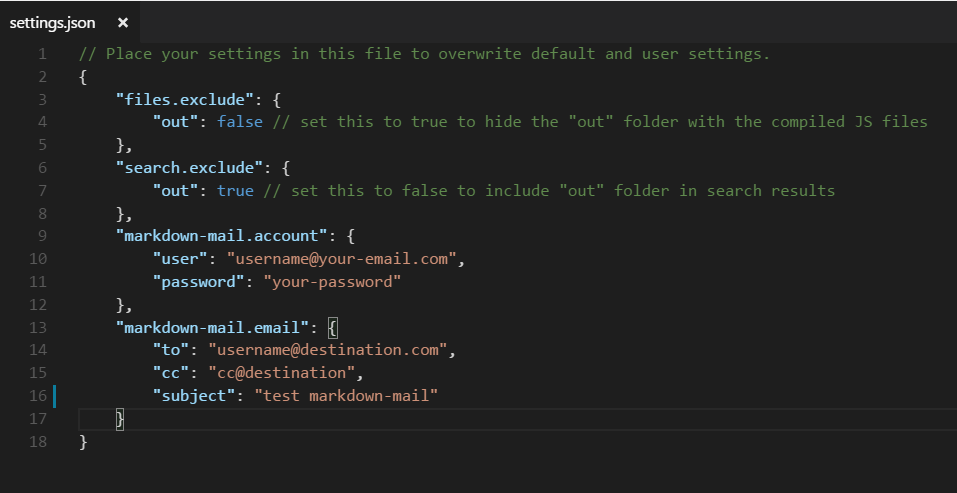 settings.json ×
1 // Place your settings in this file to overwrite default and user settings.
2 {
3     "files.exclude": {
4         "out": false // set this to true to hide the "out" folder with the compiled JS files
5     },
6     "search.exclude": {
7         "out": true // set this to false to include "out" folder in search results
8     },
9     "markdown-mail.account": {
10         "user": "username@your-email.com",
11         "password": "your-password"
12     },
13     "markdown-mail.email": {
14         "to": "username@destination.com",
15         "cc": "cc@destination",
16         "subject": "test markdown-mail"
17     }
18 }